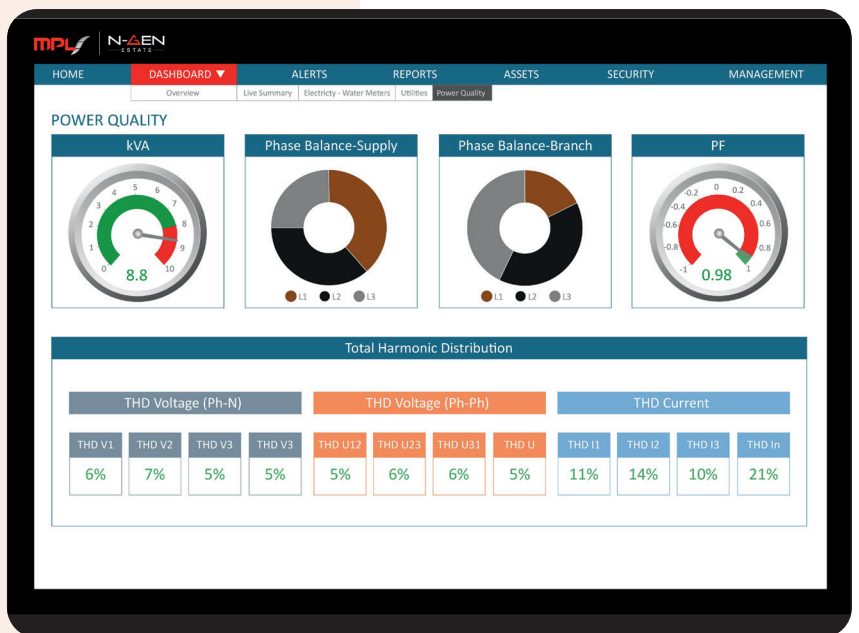 MPL N-GEN
ESTATE
HOME DASHBOARD ▼ ALERTS REPORTS ASSETS SECURITY MANAGEMENT
Overview Live Summary Electricty - Water Meters Utilities Power Quality
POWER QUALITY
kVA
0 1 2 3 4 5 6 7 8 9 10
8.8
Phase Balance-Supply
L1 L2 L3
Phase Balance-Branch
L1 L2 L3
PF
-1 -0.8 -0.6 -0.4 -0.2 0 0.2 0.4 0.6 0.8 1
0.98
Total Harmonic Distribution
THD Voltage (Ph-N) THD Voltage (Ph-Ph) THD Current
THD V1 THD V2 THD V3 THD V3 THD U12 THD U23 THD U31 THD U THD I1 THD I2 THD I3 THD In
6% 7% 5% 5% 5% 6% 6% 5% 11% 14% 10% 21%